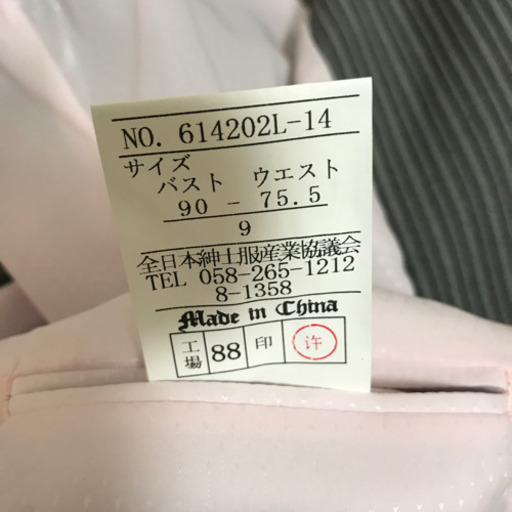 NO. 614202L-14
サイズ
バスト ウエスト
90 - 75.5
9
全日本紳士服産業協議会
TEL 058-265-1212
8-1358
Made in China
工場 88 印 许